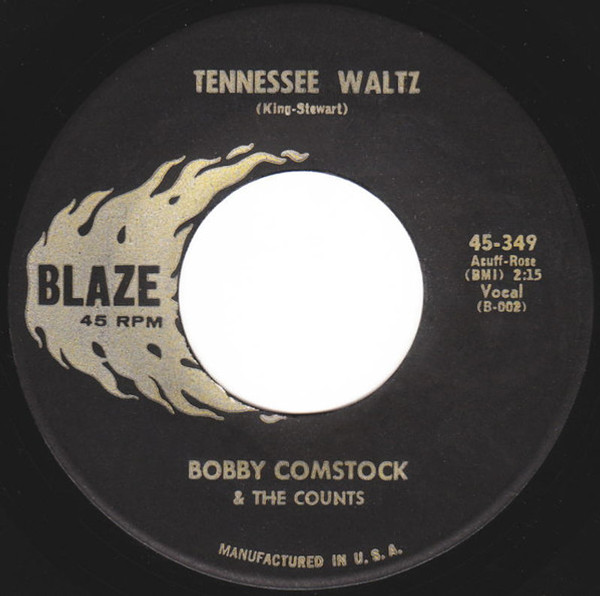 TENNESSEE WALTZ
(King-Stewart)
BLAZE
45 RPM
45-349
Acuff-Rose
(BMI) 2:15
Vocal
(B-002)
BOBBY COMSTOCK
& THE COUNTS
MANUFACTURED IN U.S.A.